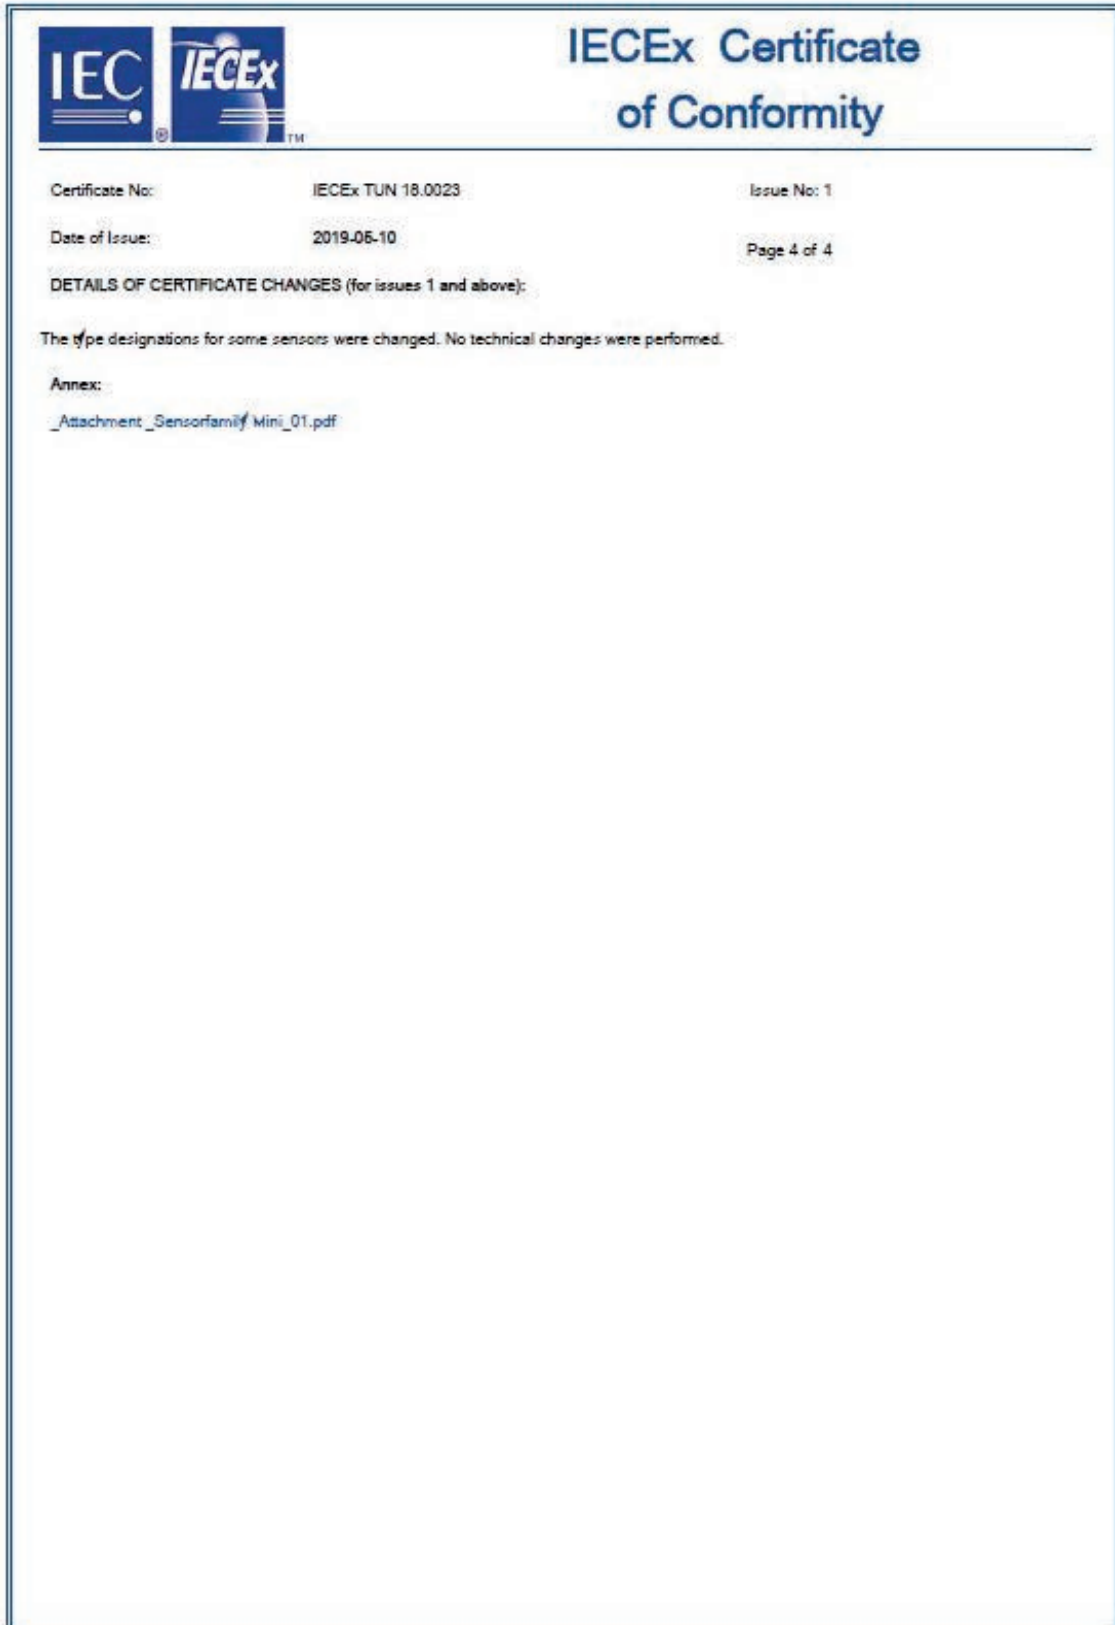 IEC
IECEx
® TM
IECEx Certificate
of Conformity
Certificate No: IECEx TUN 18.0023 Issue No: 1
Date of Issue: 2019-05-10
Page 4 of 4
DETAILS OF CERTIFICATE CHANGES (for issues 1 and above):
The type designations for some sensors were changed. No technical changes were performed.
Annex:
_Attachment _Sensorfamily Mini_01.pdf